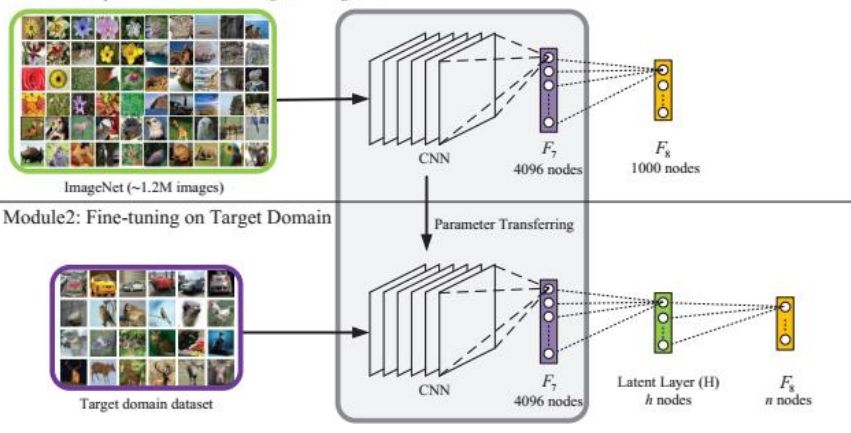 CNN
F7
4096 nodes
F8
1000 nodes
ImageNet (~1.2M images)
Module2: Fine-tuning on Target Domain
Parameter Transferring
CNN
F7
4096 nodes
Latent Layer (H)
h nodes
F8
n nodes
Target domain dataset